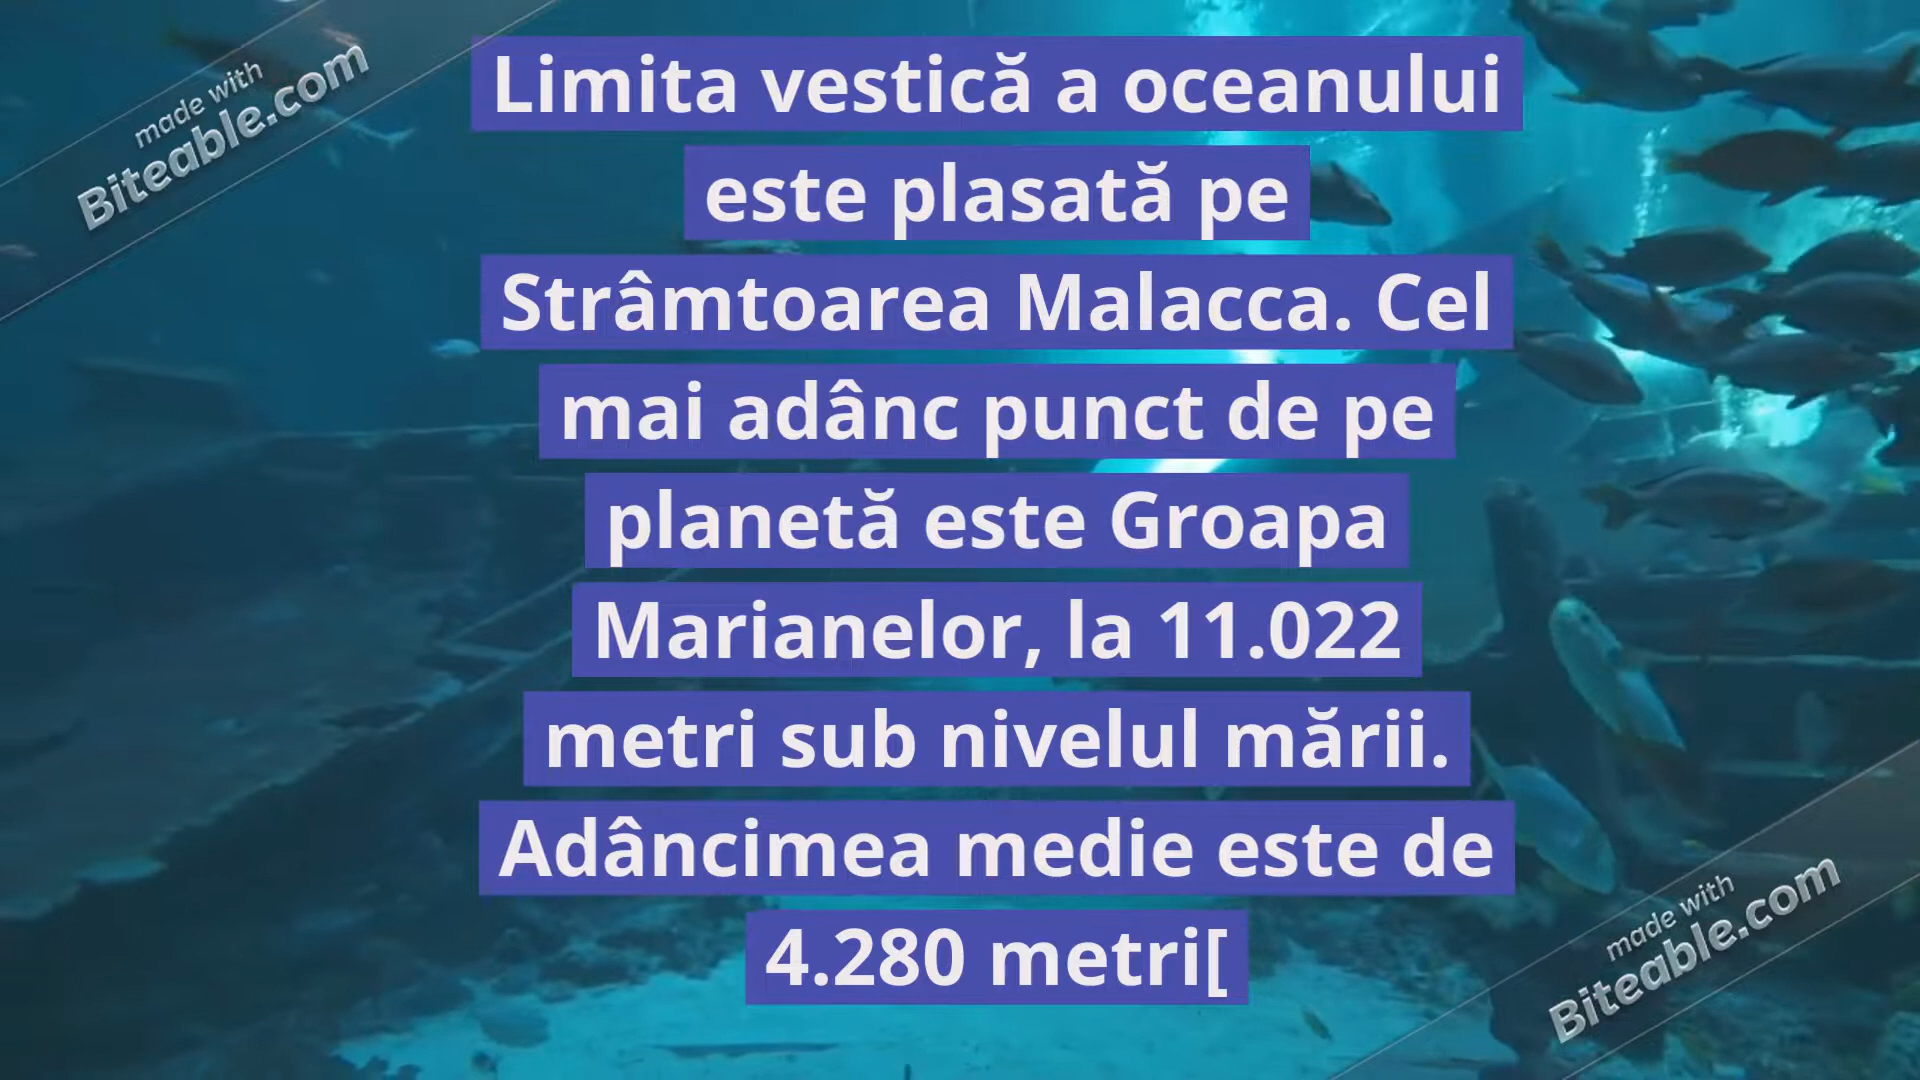 made with
Biteable.com
Limita vestică a oceanului
este plasată pe
Strâmtoarea Malacca. Cel
mai adânc punct de pe
planetă este Groapa
Marianelor, la 11.022
metri sub nivelul mării.
Adâncimea medie este de
4.280 metri[
made with
Biteable.com